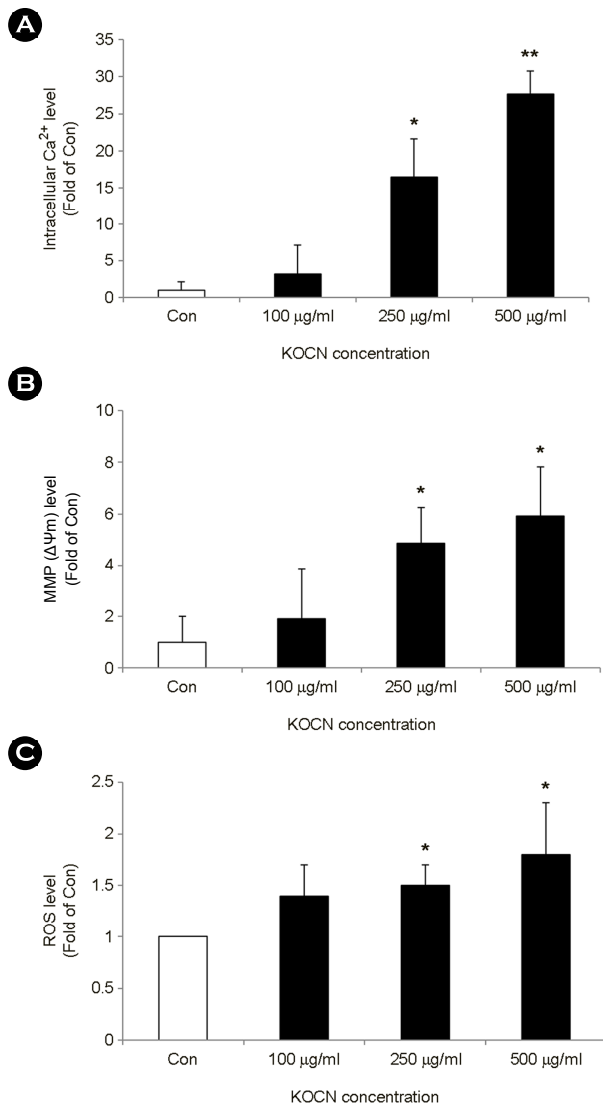 A
Intracellular Ca²⁺ level
(Fold of Con)
35
30
25
20
15
10
5
0
*
**
Con 100 μg/ml 250 μg/ml 500 μg/ml
KOCN concentration
B
MMP (ΔΨm) level
(Fold of Con)
10
8
6
4
2
0
*
*
Con 100 μg/ml 250 μg/ml 500 μg/ml
KOCN concentration
C
ROS level
(Fold of Con)
2.5
2
1.5
1
0.5
0
*
*
Con 100 μg/ml 250 μg/ml 500 μg/ml
KOCN concentration